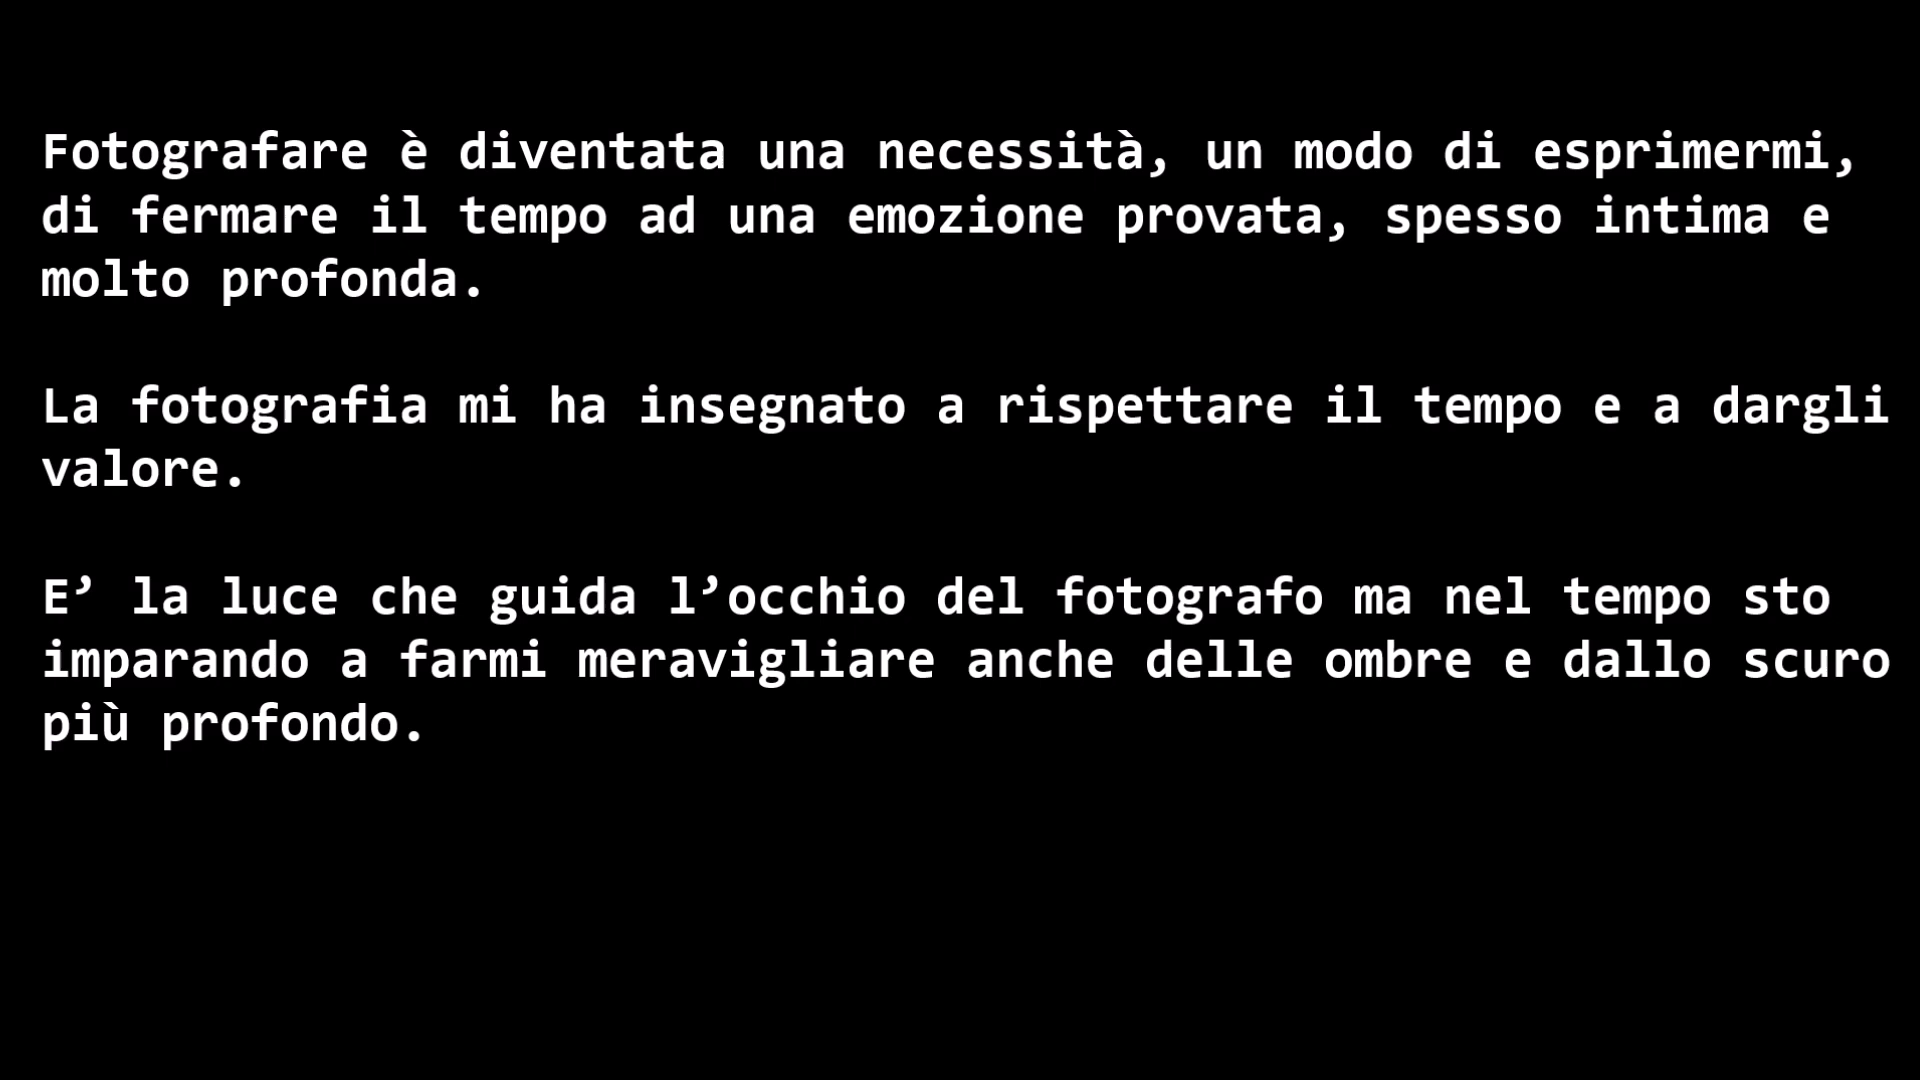 Fotografare è diventata una necessità, un modo di esprimermi,
di fermare il tempo ad una emozione provata, spesso intima e
molto profonda.
La fotografia mi ha insegnato a rispettare il tempo e a dargli
valore.
E’ la luce che guida l’occhio del fotografo ma nel tempo sto
imparando a farmi meravigliare anche delle ombre e dallo scuro
più profondo.